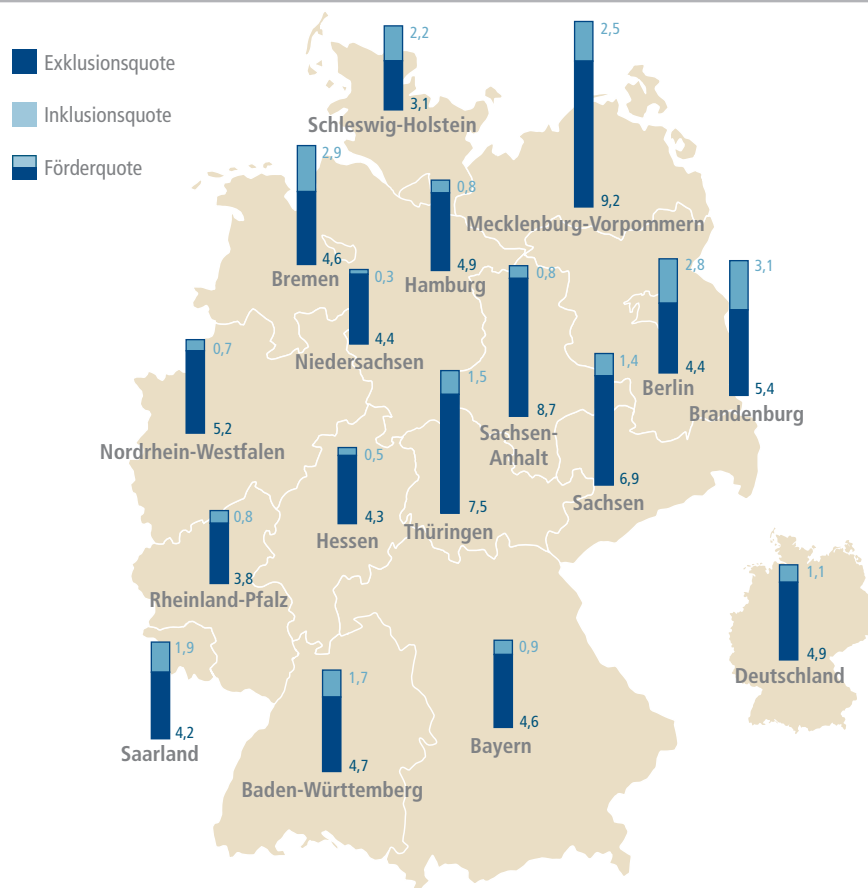 Exklusionsquote
Inklusionsquote
Förderquote
2,2
3,1
Schleswig-Holstein
2,5
9,2
Mecklenburg-Vorpommern
2,9
4,6
Bremen
0,8
4,9
Hamburg
0,3
4,4
Niedersachsen
0,8
8,7
Sachsen-
Anhalt
2,8
4,4
Berlin
3,1
5,4
Brandenburg
0,7
5,2
Nordrhein-Westfalen
1,5
7,5
Thüringen
1,4
6,9
Sachsen
0,5
4,3
Hessen
0,8
3,8
Rheinland-Pfalz
1,1
4,9
Deutschland
1,9
4,2
Saarland
1,7
4,7
Baden-Württemberg
0,9
4,6
Bayern